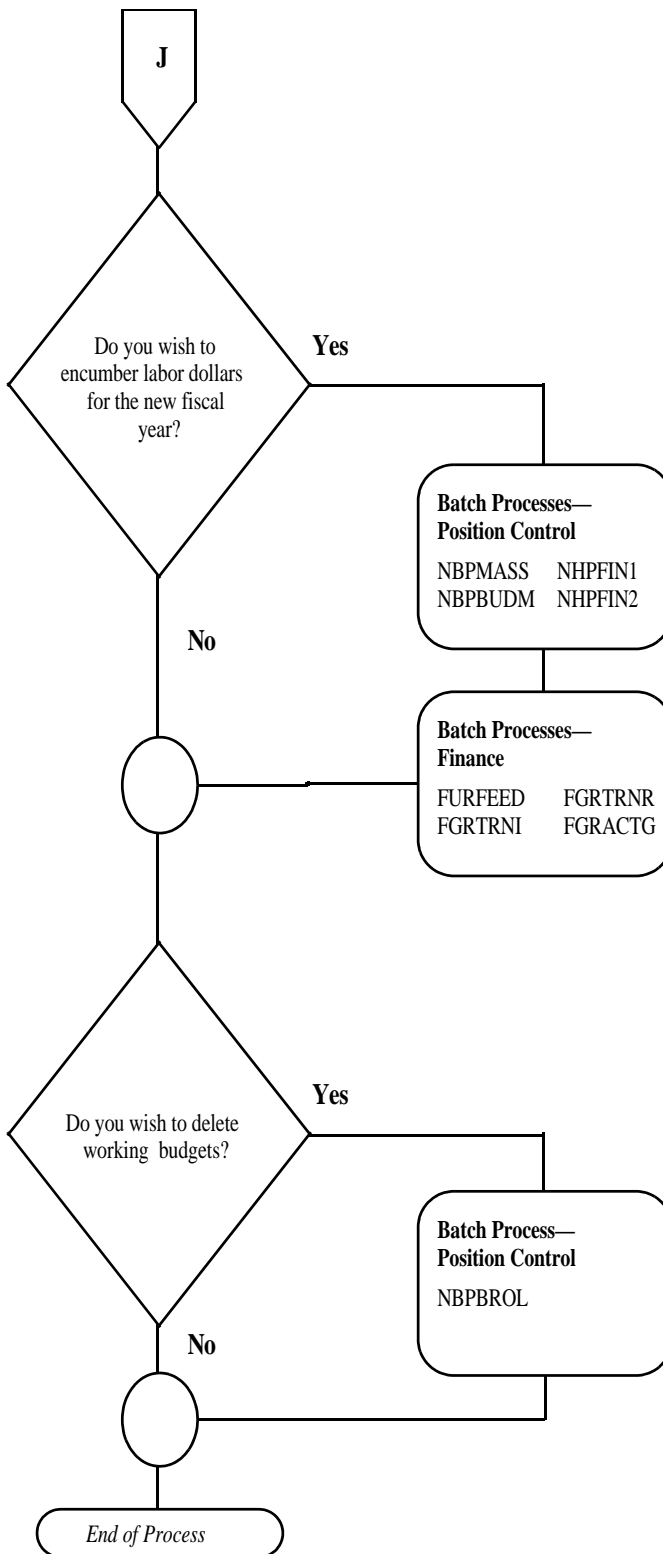 J
Do you wish to
encumber labor dollars
for the new fiscal
year?
Yes
Batch Processes—
Position Control
NBPMASS NHPFIN1
NBPBUDM NHPFIN2
No
Batch Processes—
Finance
FURFEED FGRTRNR
FGRTRNI FGRACTG
Do you wish to delete
working budgets?
Yes
Batch Process—
Position Control
NBPBROL
No
End of Process